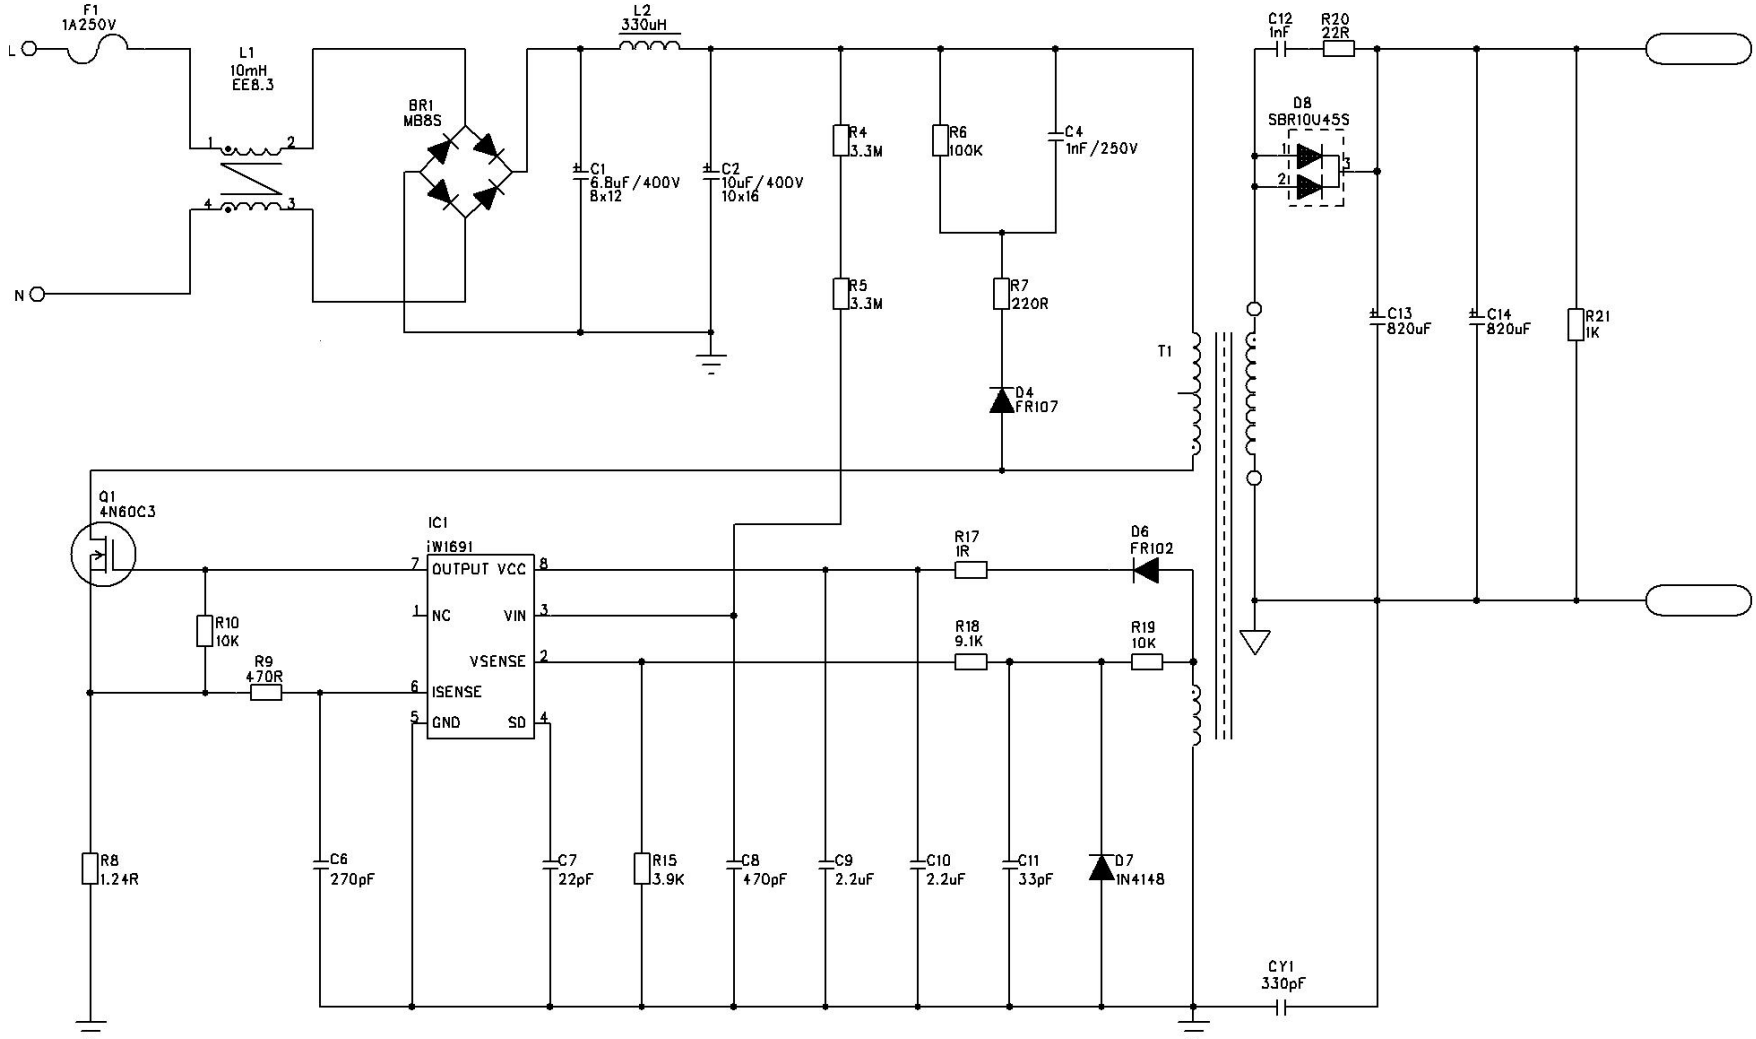 F1
1A250V
L
L1
10mH
EE8.3
1
2
4
3
N
BR1
MB8S
L2
330uH
+
C1
6.8uF/400V
8x12
+
C2
10uF/400V
10x16
R4
3.3M
R5
3.3M
R6
100K
C4
1nF/250V
R7
220R
D4
FR107
T1
C12
1nF
R20
22R
D8
SBR10U45S
1
2
3
+
C13
820uF
+
C14
820uF
R21
1K
Q1
4N60C3
IC1
iW1691
7
OUTPUT
VCC
8
1
NC
VIN
3
VSENSE
2
6
ISENSE
5
GND
SD
4
R10
10K
R9
470R
R17
1R
D6
FR102
R18
9.1K
R19
10K
R8
1.24R
C6
270pF
C7
22pF
R15
3.9K
C8
470pF
C9
2.2uF
C10
2.2uF
C11
33pF
D7
1N4148
CY1
330pF